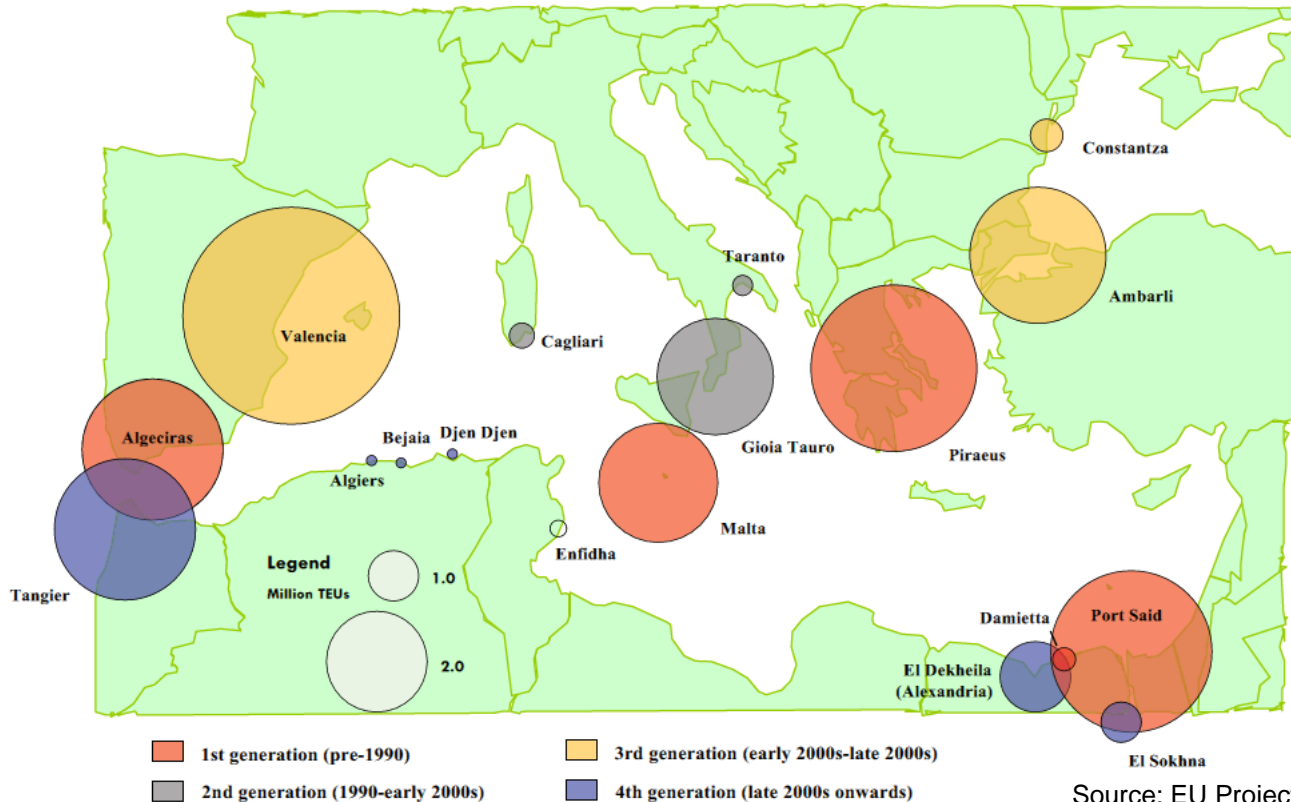 Constantza
Taranto
Ambarli
Valencia
Cagliari
Algeciras
Bejaia
Djen Djen
Gioia Tauro
Piraeus
Algiers
Malta
Enfidha
Legend
1.0
Million TEUs
Tangier
2.0
Damietta
Port Said
El Dekheila
(Alexandria)
El Sokhna
1st generation (pre-1990)
3rd generation (early 2000s-late 2000s)
2nd generation (1990-early 2000s)
4th generation (late 2000s onwards)
Source: EU Project